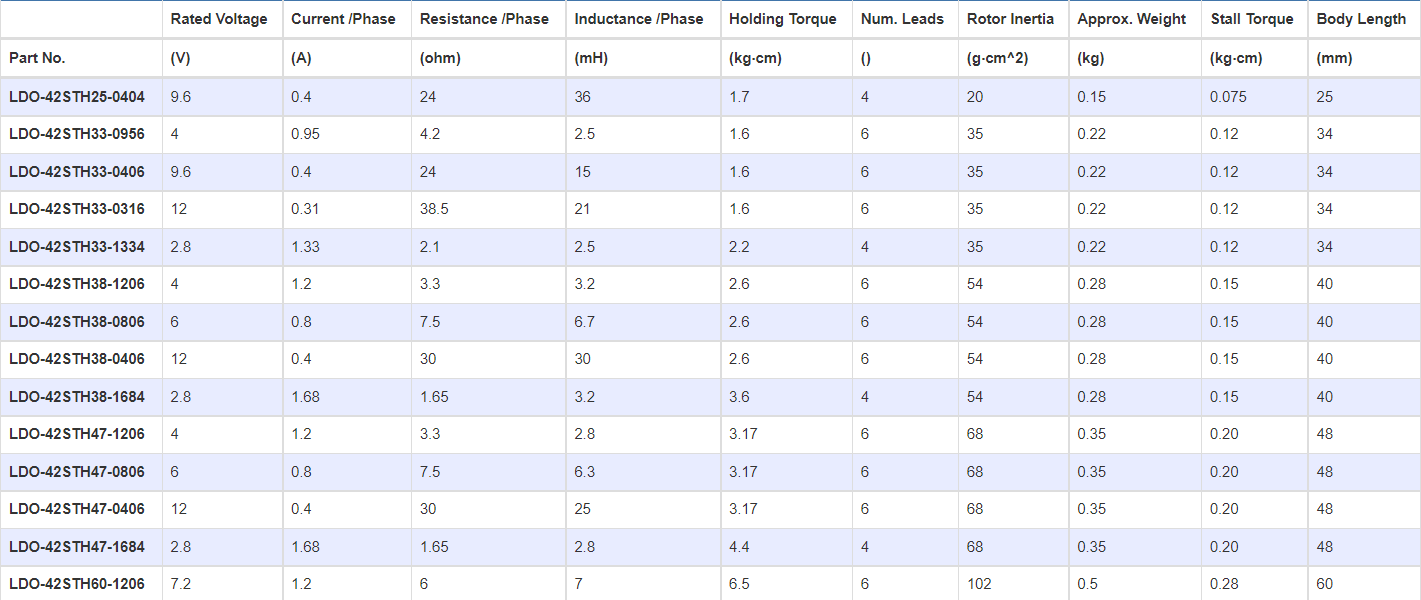 Rated Voltage Current /Phase Resistance /Phase Inductance /Phase Holding Torque Num. Leads Rotor Inertia Approx. Weight Stall Torque Body Length
Part No. (V) (A) (ohm) (mH) (kg·cm) () (g·cm^2) (kg) (kg·cm) (mm)
LDO-42STH25-0404 9.6 0.4 24 36 1.7 4 20 0.15 0.075 25
LDO-42STH33-0956 4 0.95 4.2 2.5 1.6 6 35 0.22 0.12 34
LDO-42STH33-0406 9.6 0.4 24 15 1.6 6 35 0.22 0.12 34
LDO-42STH33-0316 12 0.31 38.5 21 1.6 6 35 0.22 0.12 34
LDO-42STH33-1334 2.8 1.33 2.1 2.5 2.2 4 35 0.22 0.12 34
LDO-42STH38-1206 4 1.2 3.3 3.2 2.6 6 54 0.28 0.15 40
LDO-42STH38-0806 6 0.8 7.5 6.7 2.6 6 54 0.28 0.15 40
LDO-42STH38-0406 12 0.4 30 30 2.6 6 54 0.28 0.15 40
LDO-42STH38-1684 2.8 1.68 1.65 3.2 3.6 4 54 0.28 0.15 40
LDO-42STH47-1206 4 1.2 3.3 2.8 3.17 6 68 0.35 0.20 48
LDO-42STH47-0806 6 0.8 7.5 6.3 3.17 6 68 0.35 0.20 48
LDO-42STH47-0406 12 0.4 30 25 3.17 6 68 0.35 0.20 48
LDO-42STH47-1684 2.8 1.68 1.65 2.8 4.4 4 68 0.35 0.20 48
LDO-42STH60-1206 7.2 1.2 6 7 6.5 6 102 0.5 0.28 60